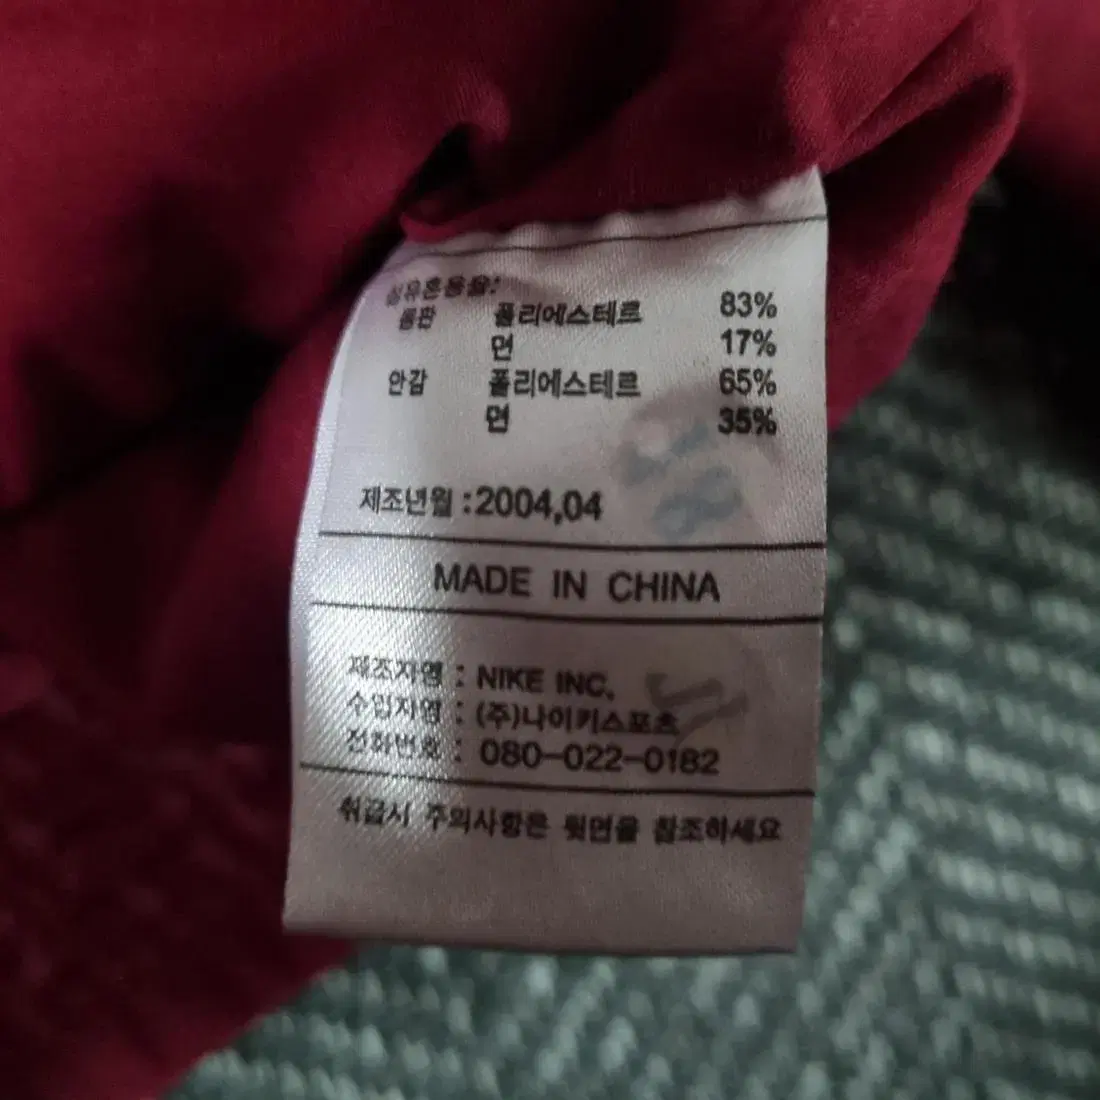 섬유혼용율:
몸판 폴리에스테르 83%
면 17%
안감 폴리에스테르 65%
면 35%
제조년월 :2004,04
MADE IN CHINA
제조자명 : NIKE INC,
수입자명 : (주)나이키스포츠
전화번호 : 080-022-0182
취급시 주의사항은 뒷면을 참조하세요